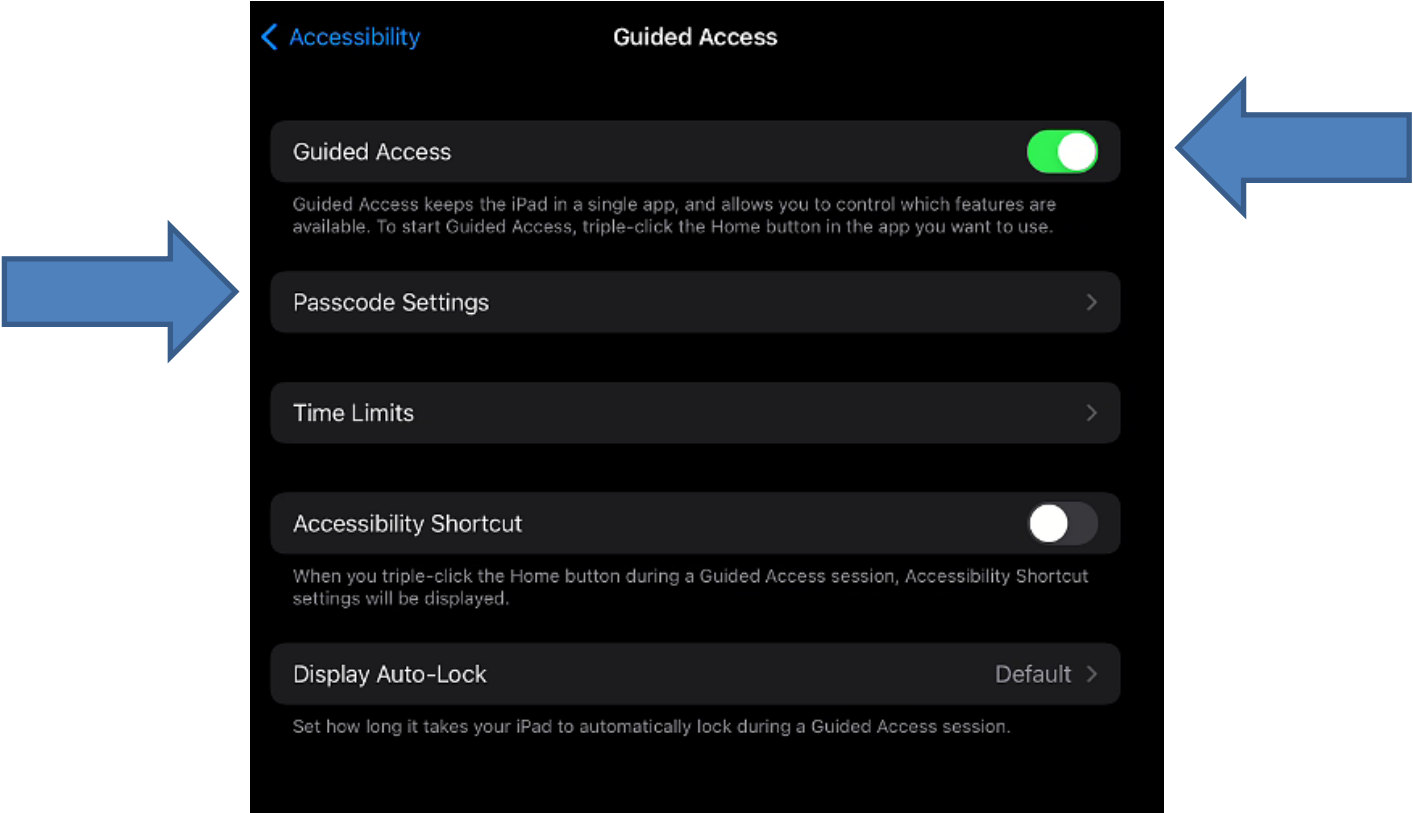 Accessibility
Guided Access
Guided Access
Guided Access keeps the iPad in a single app, and allows you to control which features are
available. To start Guided Access, triple-click the Home button in the app you want to use.
Passcode Settings
Time Limits
Accessibility Shortcut
When you triple-click the Home button during a Guided Access session, Accessibility Shortcut
settings will be displayed.
Display Auto-Lock Default
Set how long it takes your iPad to automatically lock during a Guided Access session.